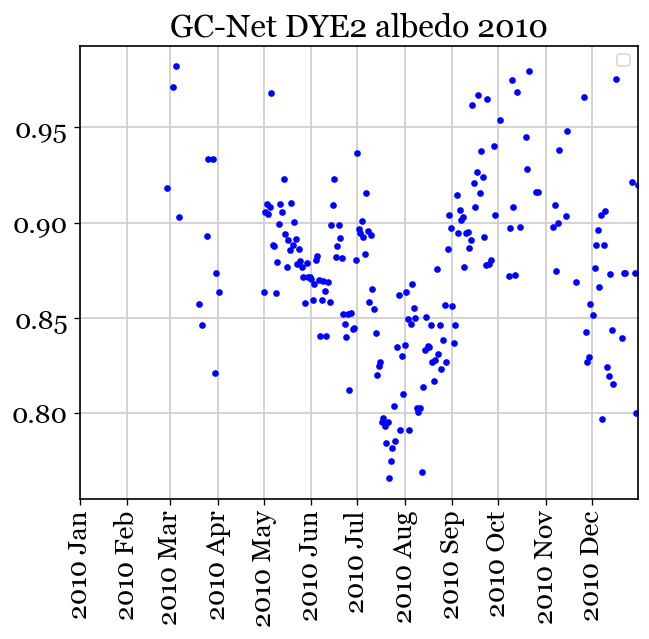 GC-Net DYE2 albedo 2010
0.95
0.90
0.85
0.80
2010 Jan
2010 Feb
2010 Mar
2010 Apr
2010 May
2010 Jun
2010 Jul
2010 Aug
2010 Sep
2010 Oct
2010 Nov
2010 Dec